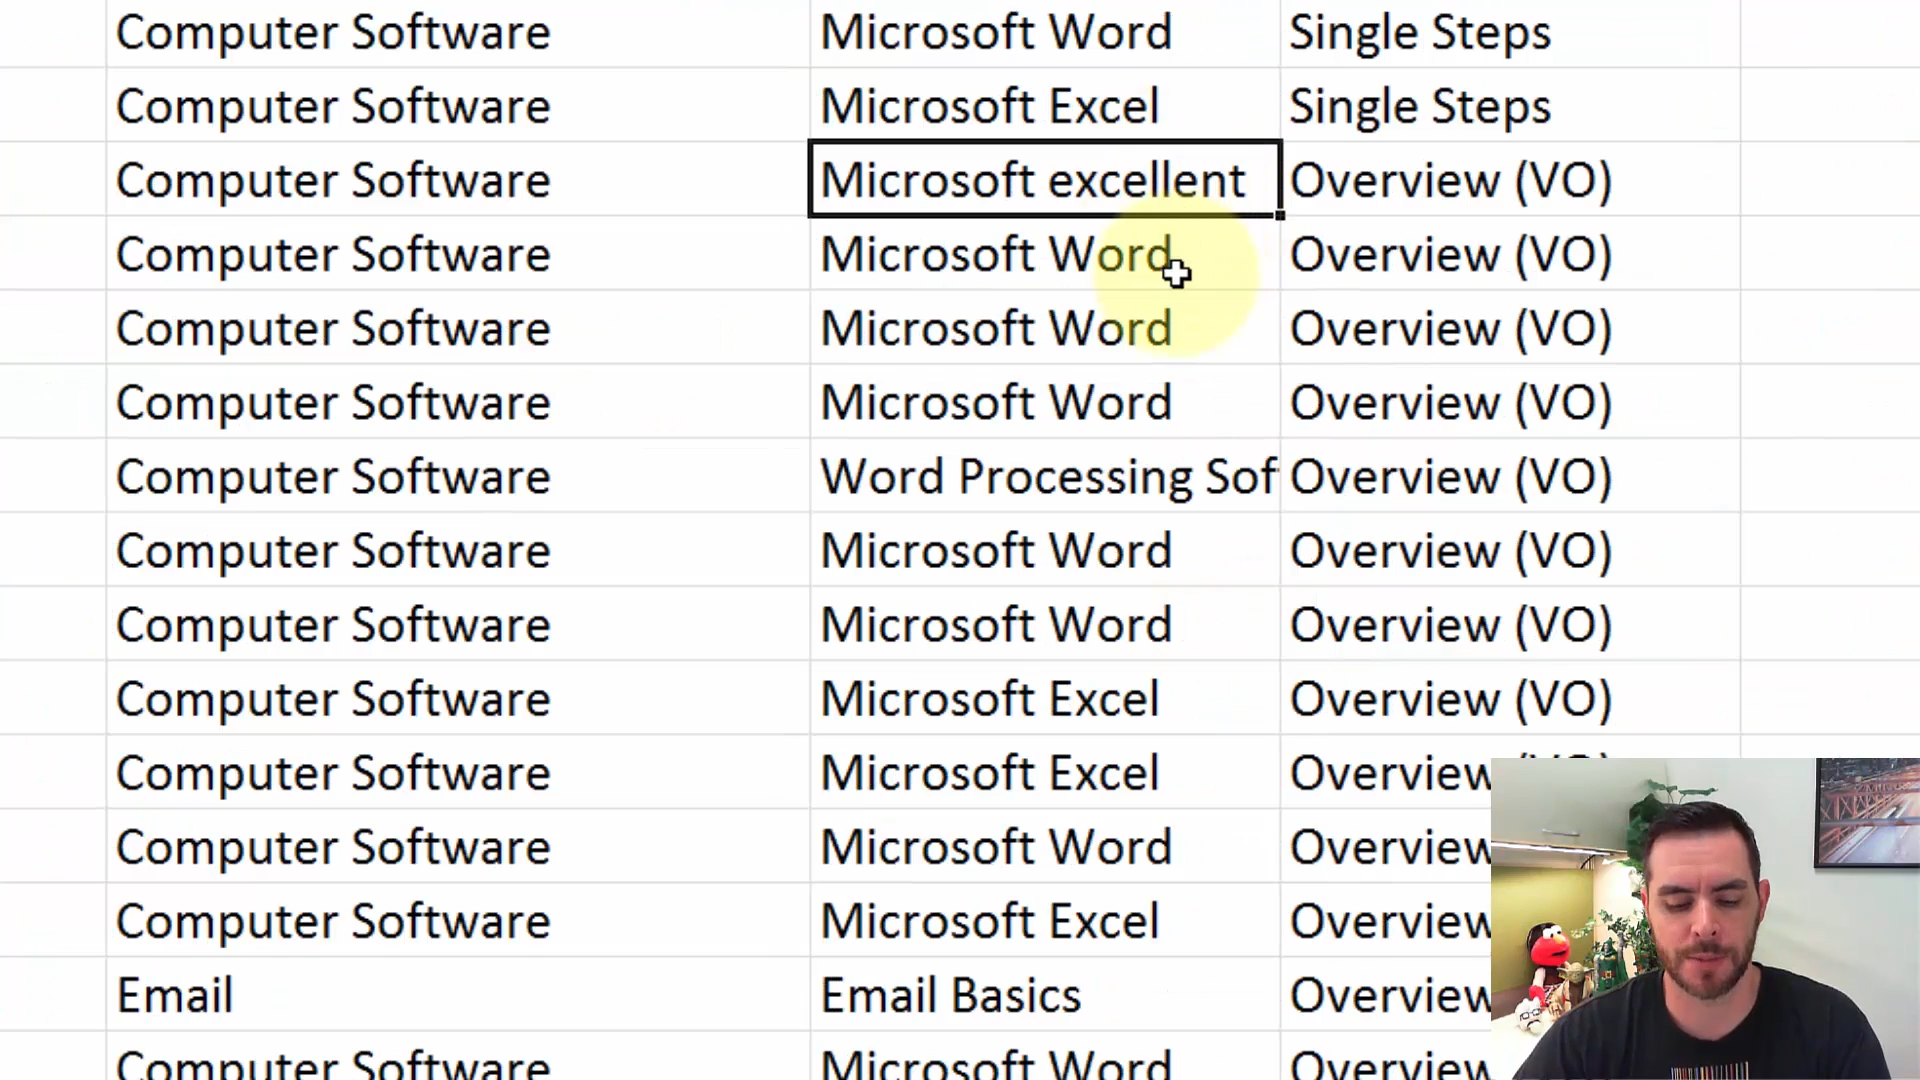 Computer Software Microsoft Word Single Steps
Computer Software Microsoft Excel Single Steps
Computer Software Microsoft excellent Overview (VO)
Computer Software Microsoft Word Overview (VO)
Computer Software Microsoft Word Overview (VO)
Computer Software Microsoft Word Overview (VO)
Computer Software Word Processing Sof Overview (VO)
Computer Software Microsoft Word Overview (VO)
Computer Software Microsoft Word Overview (VO)
Computer Software Microsoft Excel Overview (VO)
Computer Software Microsoft Excel Overview
Computer Software Microsoft Word Overview
Computer Software Microsoft Excel Overview
Email Email Basics Overview
Computer Software Microsoft Word Overview